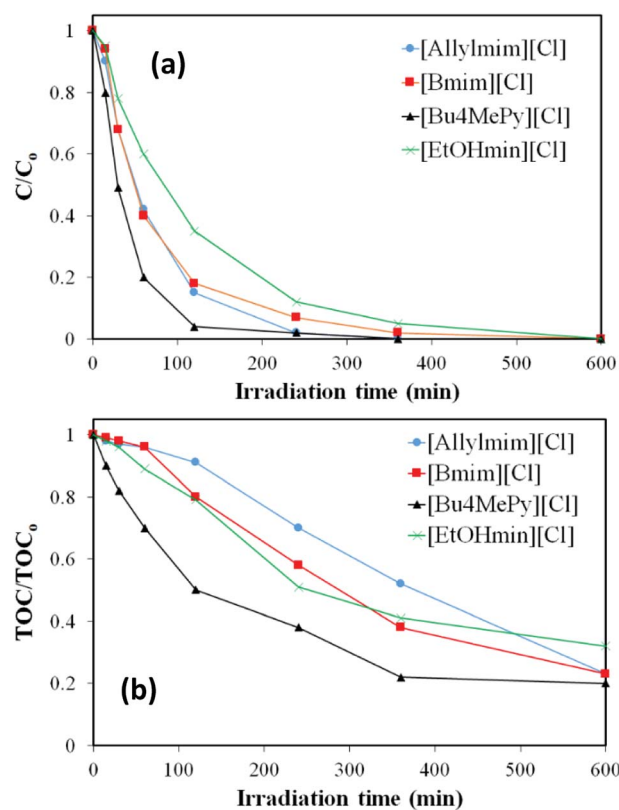 1
0.8
0.6
0.4
0.2
0
C/Co
(a)
[Allylmim][Cl]
[Bmim][Cl]
[Bu4MePy][Cl]
[EtOHmin][Cl]
0 100 200 300 400 500 600
Irradiation time (min)
1
0.8
0.6
0.4
0.2
0
TOC/TOCo
[Allylmim][Cl]
[Bmim][Cl]
[Bu4MePy][Cl]
[EtOHmin][Cl]
(b)
0 100 200 300 400 500 600
Irradiation time (min)